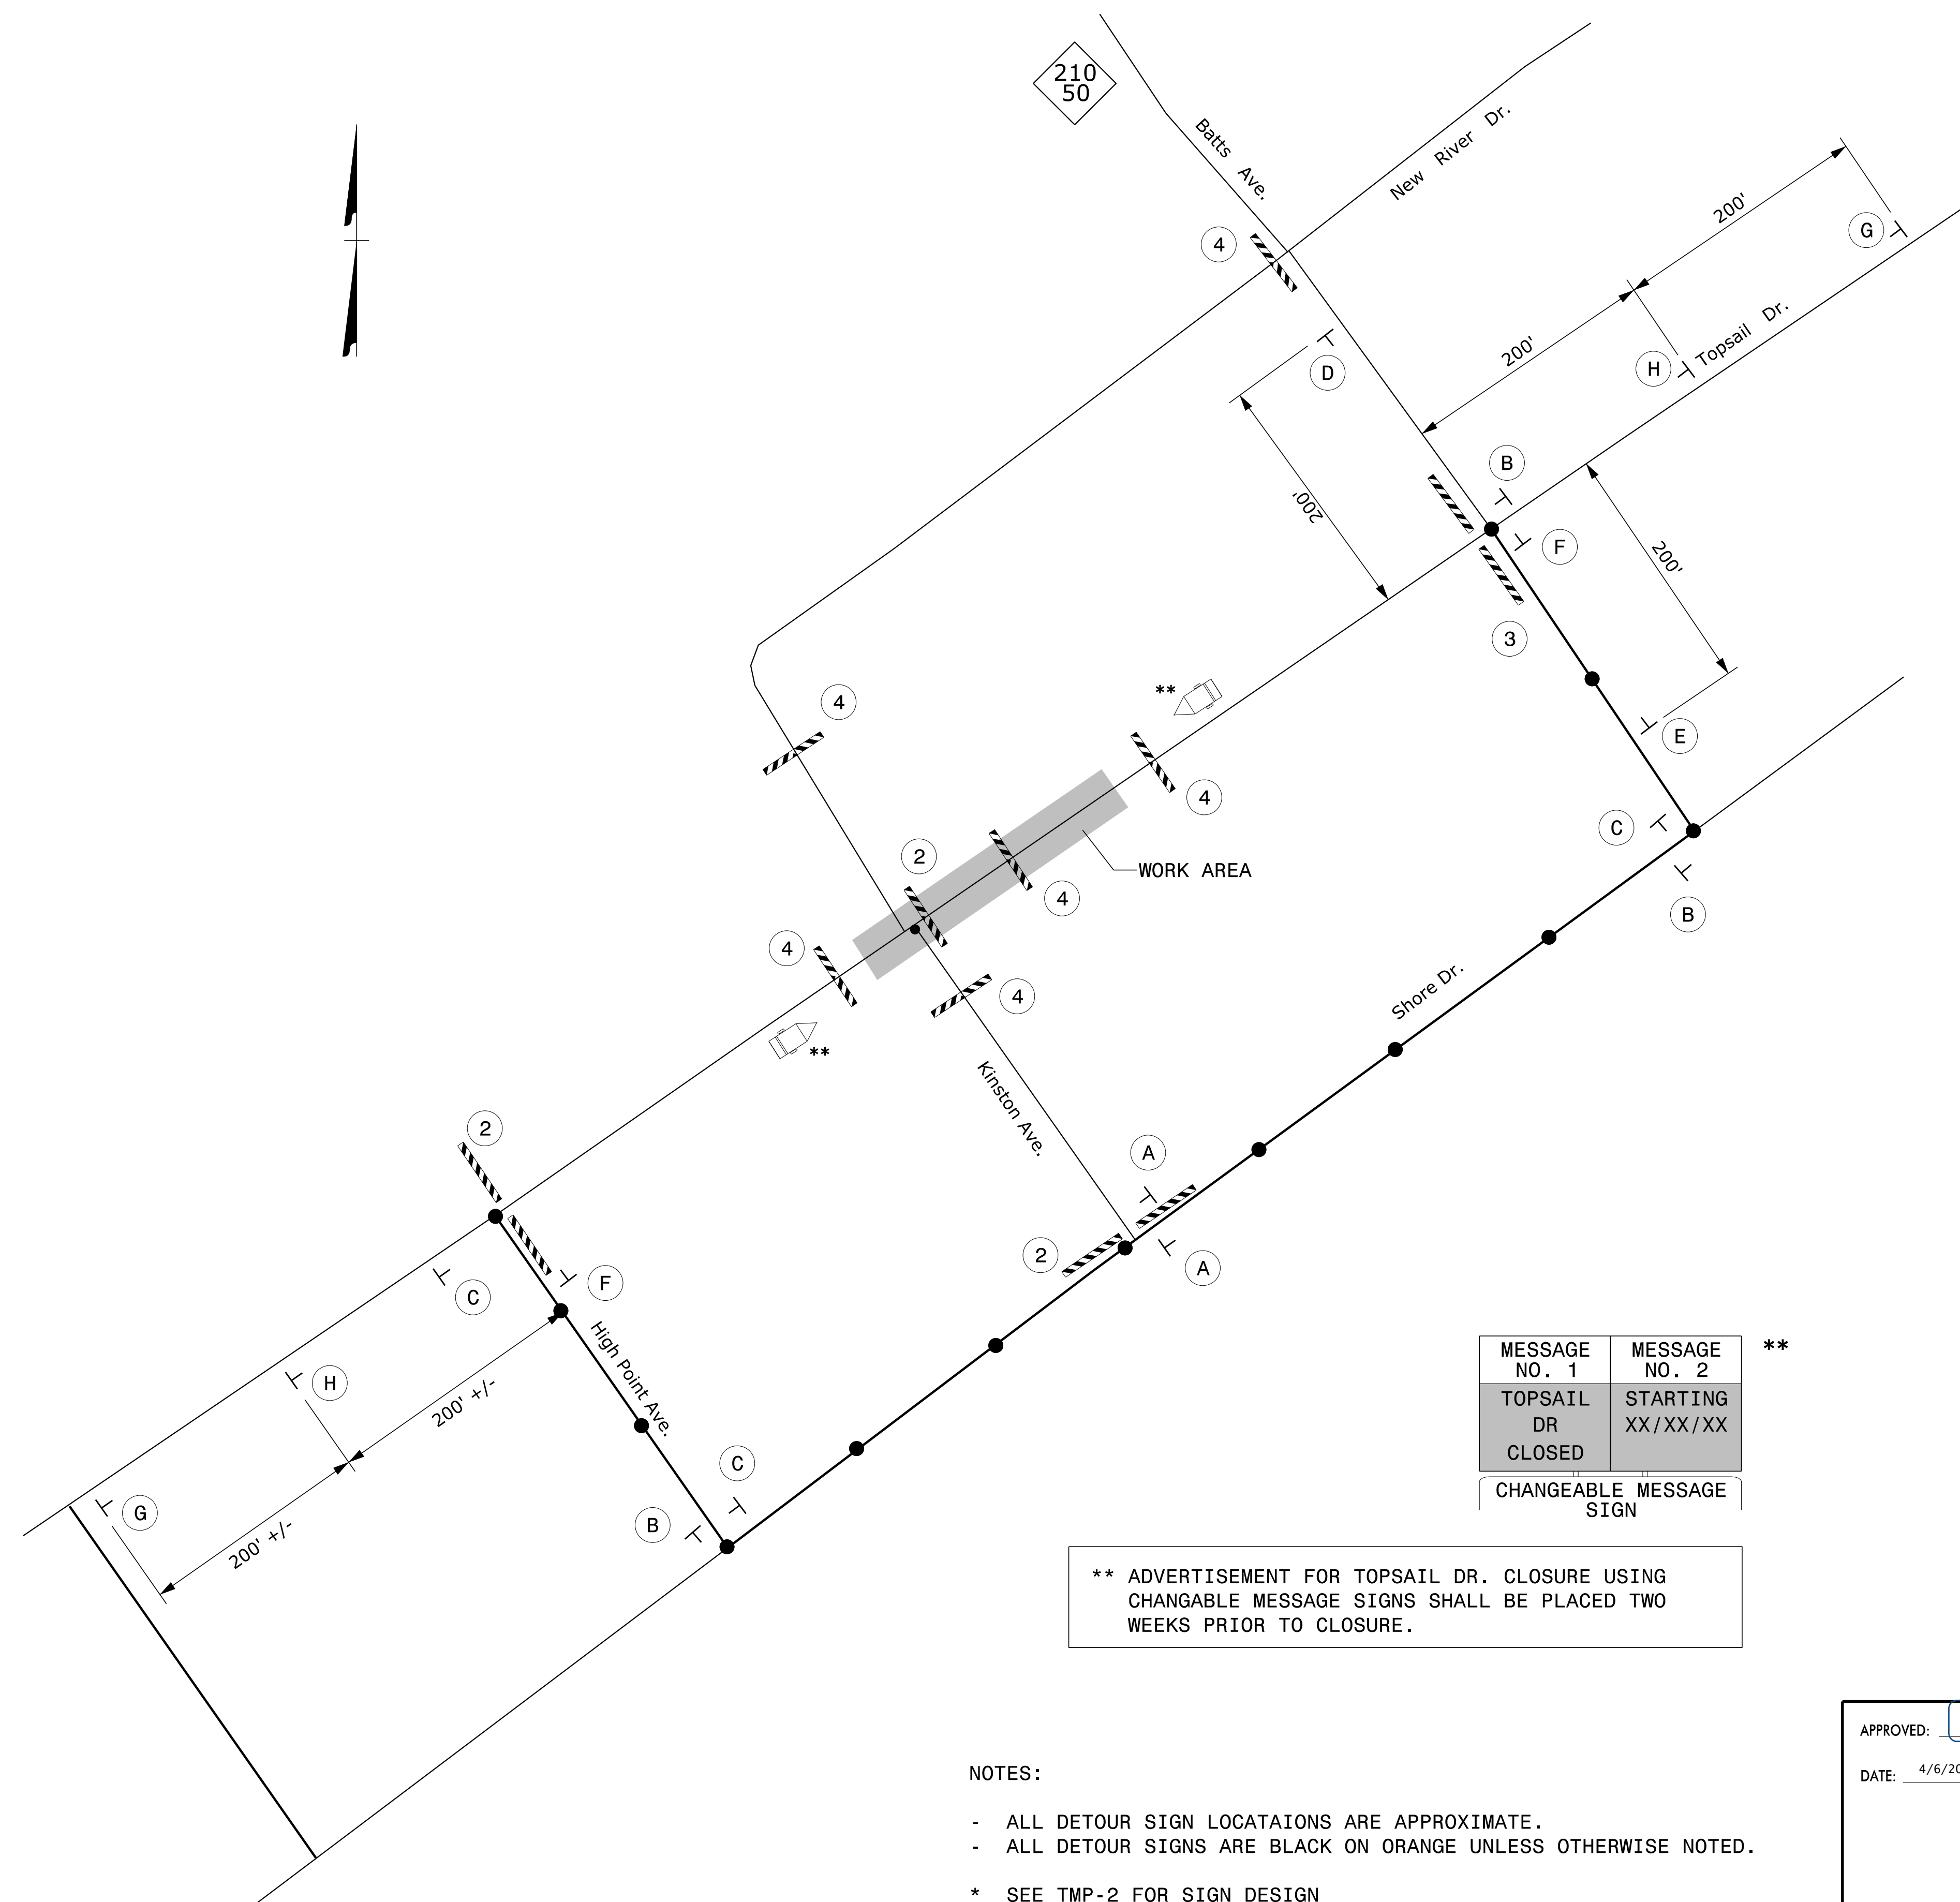 210
50
Batts Ave.
New River Dr.
200'
G
4
200'
H
Topsail Dr.
D
B
200'
F
200'
3
4
**
E
4
C
2
WORK AREA
4
B
4
4
Shore Dr.
**
Kinston Ave.
2
A
2
A
C
F
High Point Ave.
H
200' +/-
G
200' +/-
C
B
MESSAGE NO. 1
MESSAGE NO. 2
**
TOPSAIL
DR
CLOSED
STARTING
XX/XX/XX
CHANGEABLE MESSAGE
SIGN
** ADVERTISEMENT FOR TOPSAIL DR. CLOSURE USING
CHANGABLE MESSAGE SIGNS SHALL BE PLACED TWO
WEEKS PRIOR TO CLOSURE.
APPROVED:
DATE: 4/6/20
NOTES:
- ALL DETOUR SIGN LOCATAIONS ARE APPROXIMATE.
- ALL DETOUR SIGNS ARE BLACK ON ORANGE UNLESS OTHERWISE NOTED.
* SEE TMP-2 FOR SIGN DESIGN